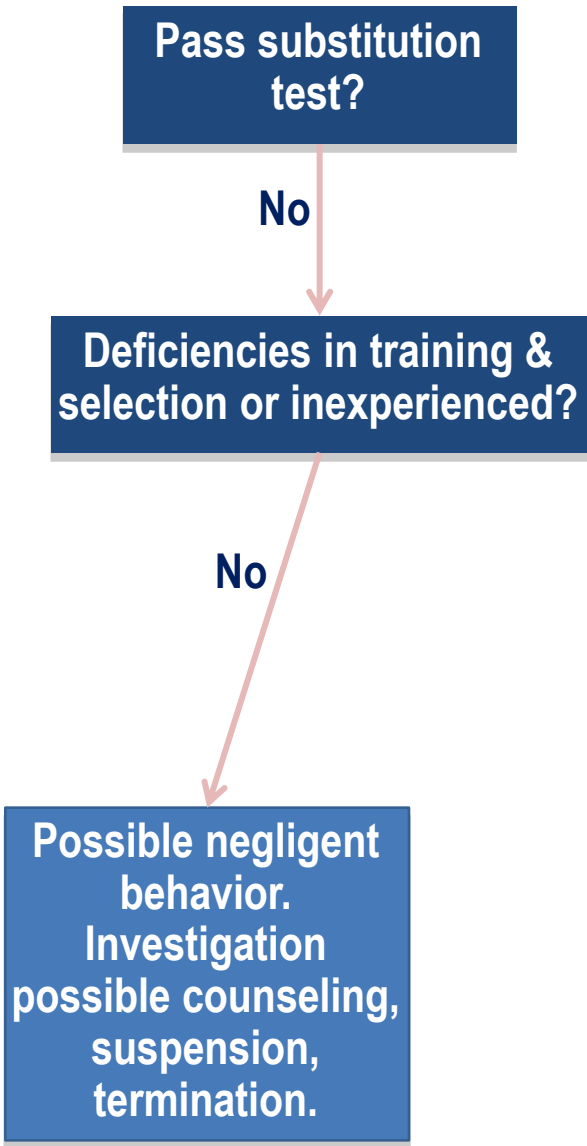 Pass substitution
test?
No
Deficiencies in training &
selection or inexperienced?
No
Possible negligent
behavior.
Investigation
possible counseling,
suspension,
termination.